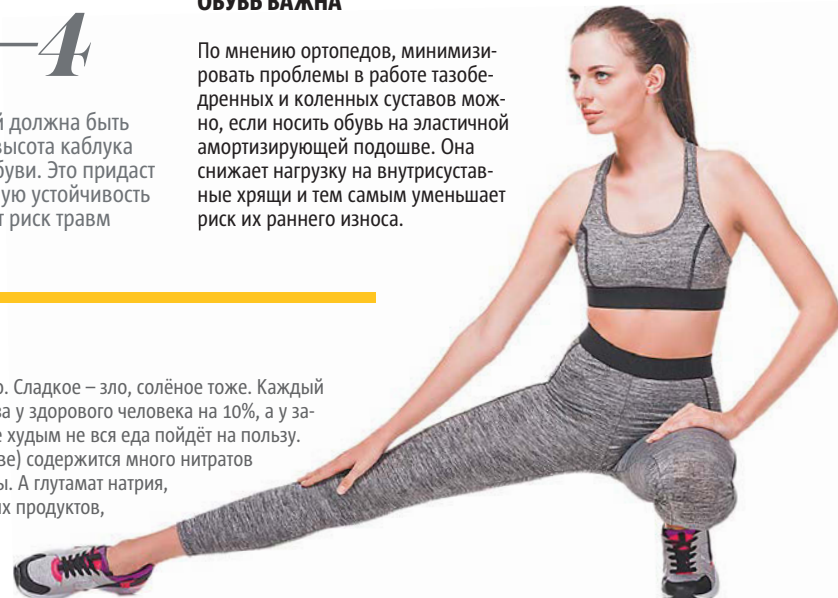 –4
й должна быть
высота каблука
буви. Это придаст
ую устойчивость
т риск травм
ОБУВЬ ВАЖНА
По мнению ортопедов, минимизи-
ровать проблемы в работе тазобе-
дренных и коленных суставов мож-
но, если носить обувь на эластичной
амортизирующей подошве. Она
снижает нагрузку на внутрисустав-
ные хрящи и тем самым уменьшает
риск их раннего износа.
о. Сладкое – зло, солёное тоже. Каждый
за у здорового человека на 10%, а у за-
е худым не вся еда пойдёт на пользу.
ве) содержится много нитратов
ы. А глутамат натрия,
их продуктов,